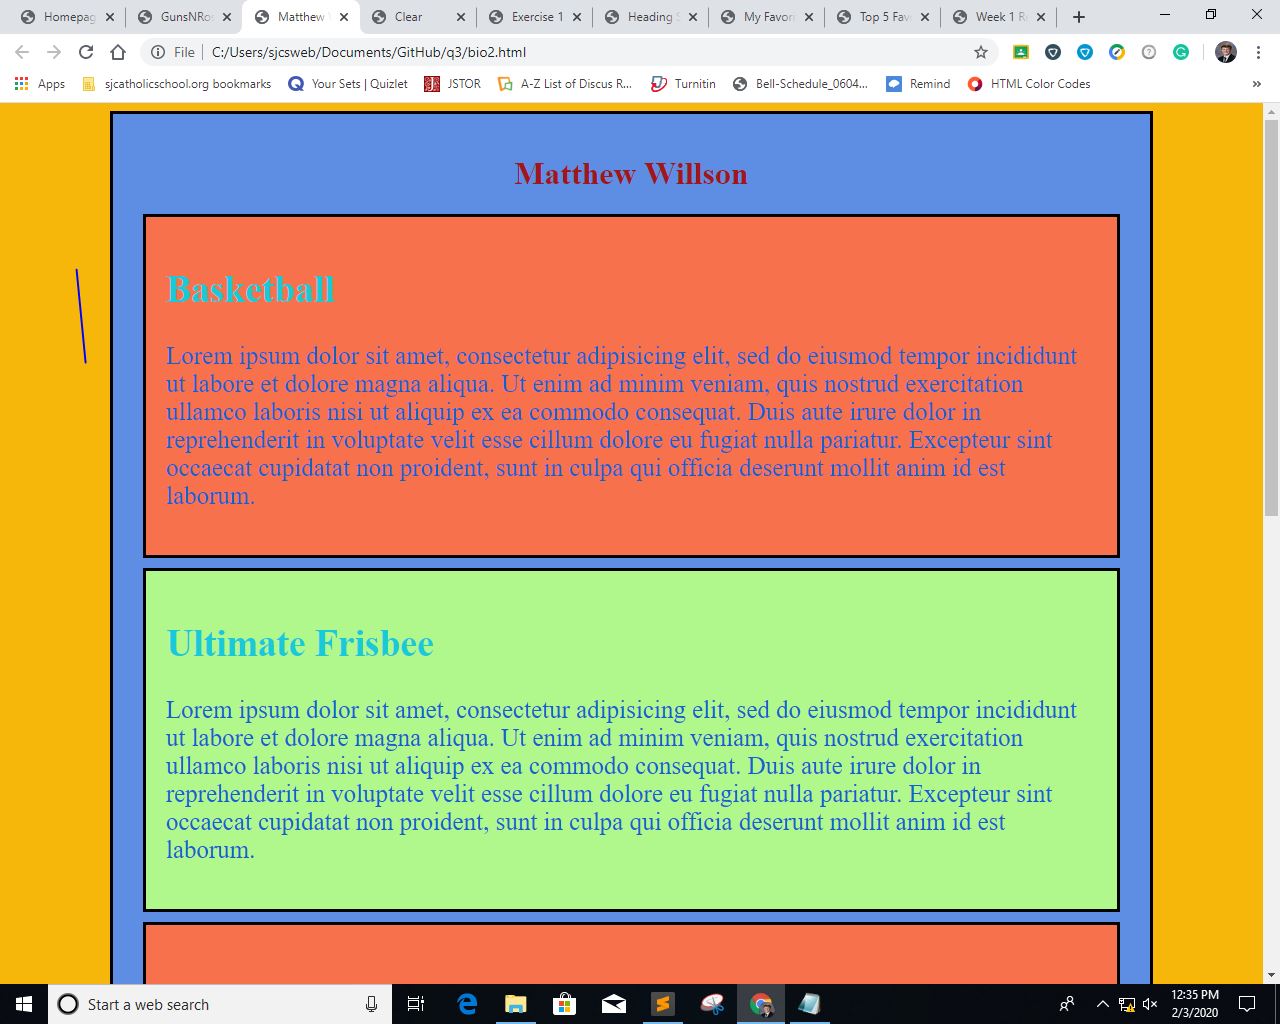 Homepag
GunsNRo
Matthew
Clear
Exercise 1
Heading S
My Favori
Top 5 Fav
Week 1 R
File
C:/Users/sjcsweb/Documents/GitHub/q3/bio2.html
Apps
sjcatholicschool.org bookmarks
Your Sets | Quizlet
JSTOR
A-Z List of Discus R...
Turnitin
Bell-Schedule_0604...
Remind
HTML Color Codes
»
Matthew Willson
Basketball
Lorem ipsum dolor sit amet, consectetur adipisicing elit, sed do eiusmod tempor incididunt
ut labore et dolore magna aliqua. Ut enim ad minim veniam, quis nostrud exercitation
ullamco laboris nisi ut aliquip ex ea commodo consequat. Duis aute irure dolor in
reprehenderit in voluptate velit esse cillum dolore eu fugiat nulla pariatur. Excepteur sint
occaecat cupidatat non proident, sunt in culpa qui officia deserunt mollit anim id est
laborum.
Ultimate Frisbee
Lorem ipsum dolor sit amet, consectetur adipisicing elit, sed do eiusmod tempor incididunt
ut labore et dolore magna aliqua. Ut enim ad minim veniam, quis nostrud exercitation
ullamco laboris nisi ut aliquip ex ea commodo consequat. Duis aute irure dolor in
reprehenderit in voluptate velit esse cillum dolore eu fugiat nulla pariatur. Excepteur sint
occaecat cupidatat non proident, sunt in culpa qui officia deserunt mollit anim id est
laborum.
Start a web search
12:35 PM
2/3/2020